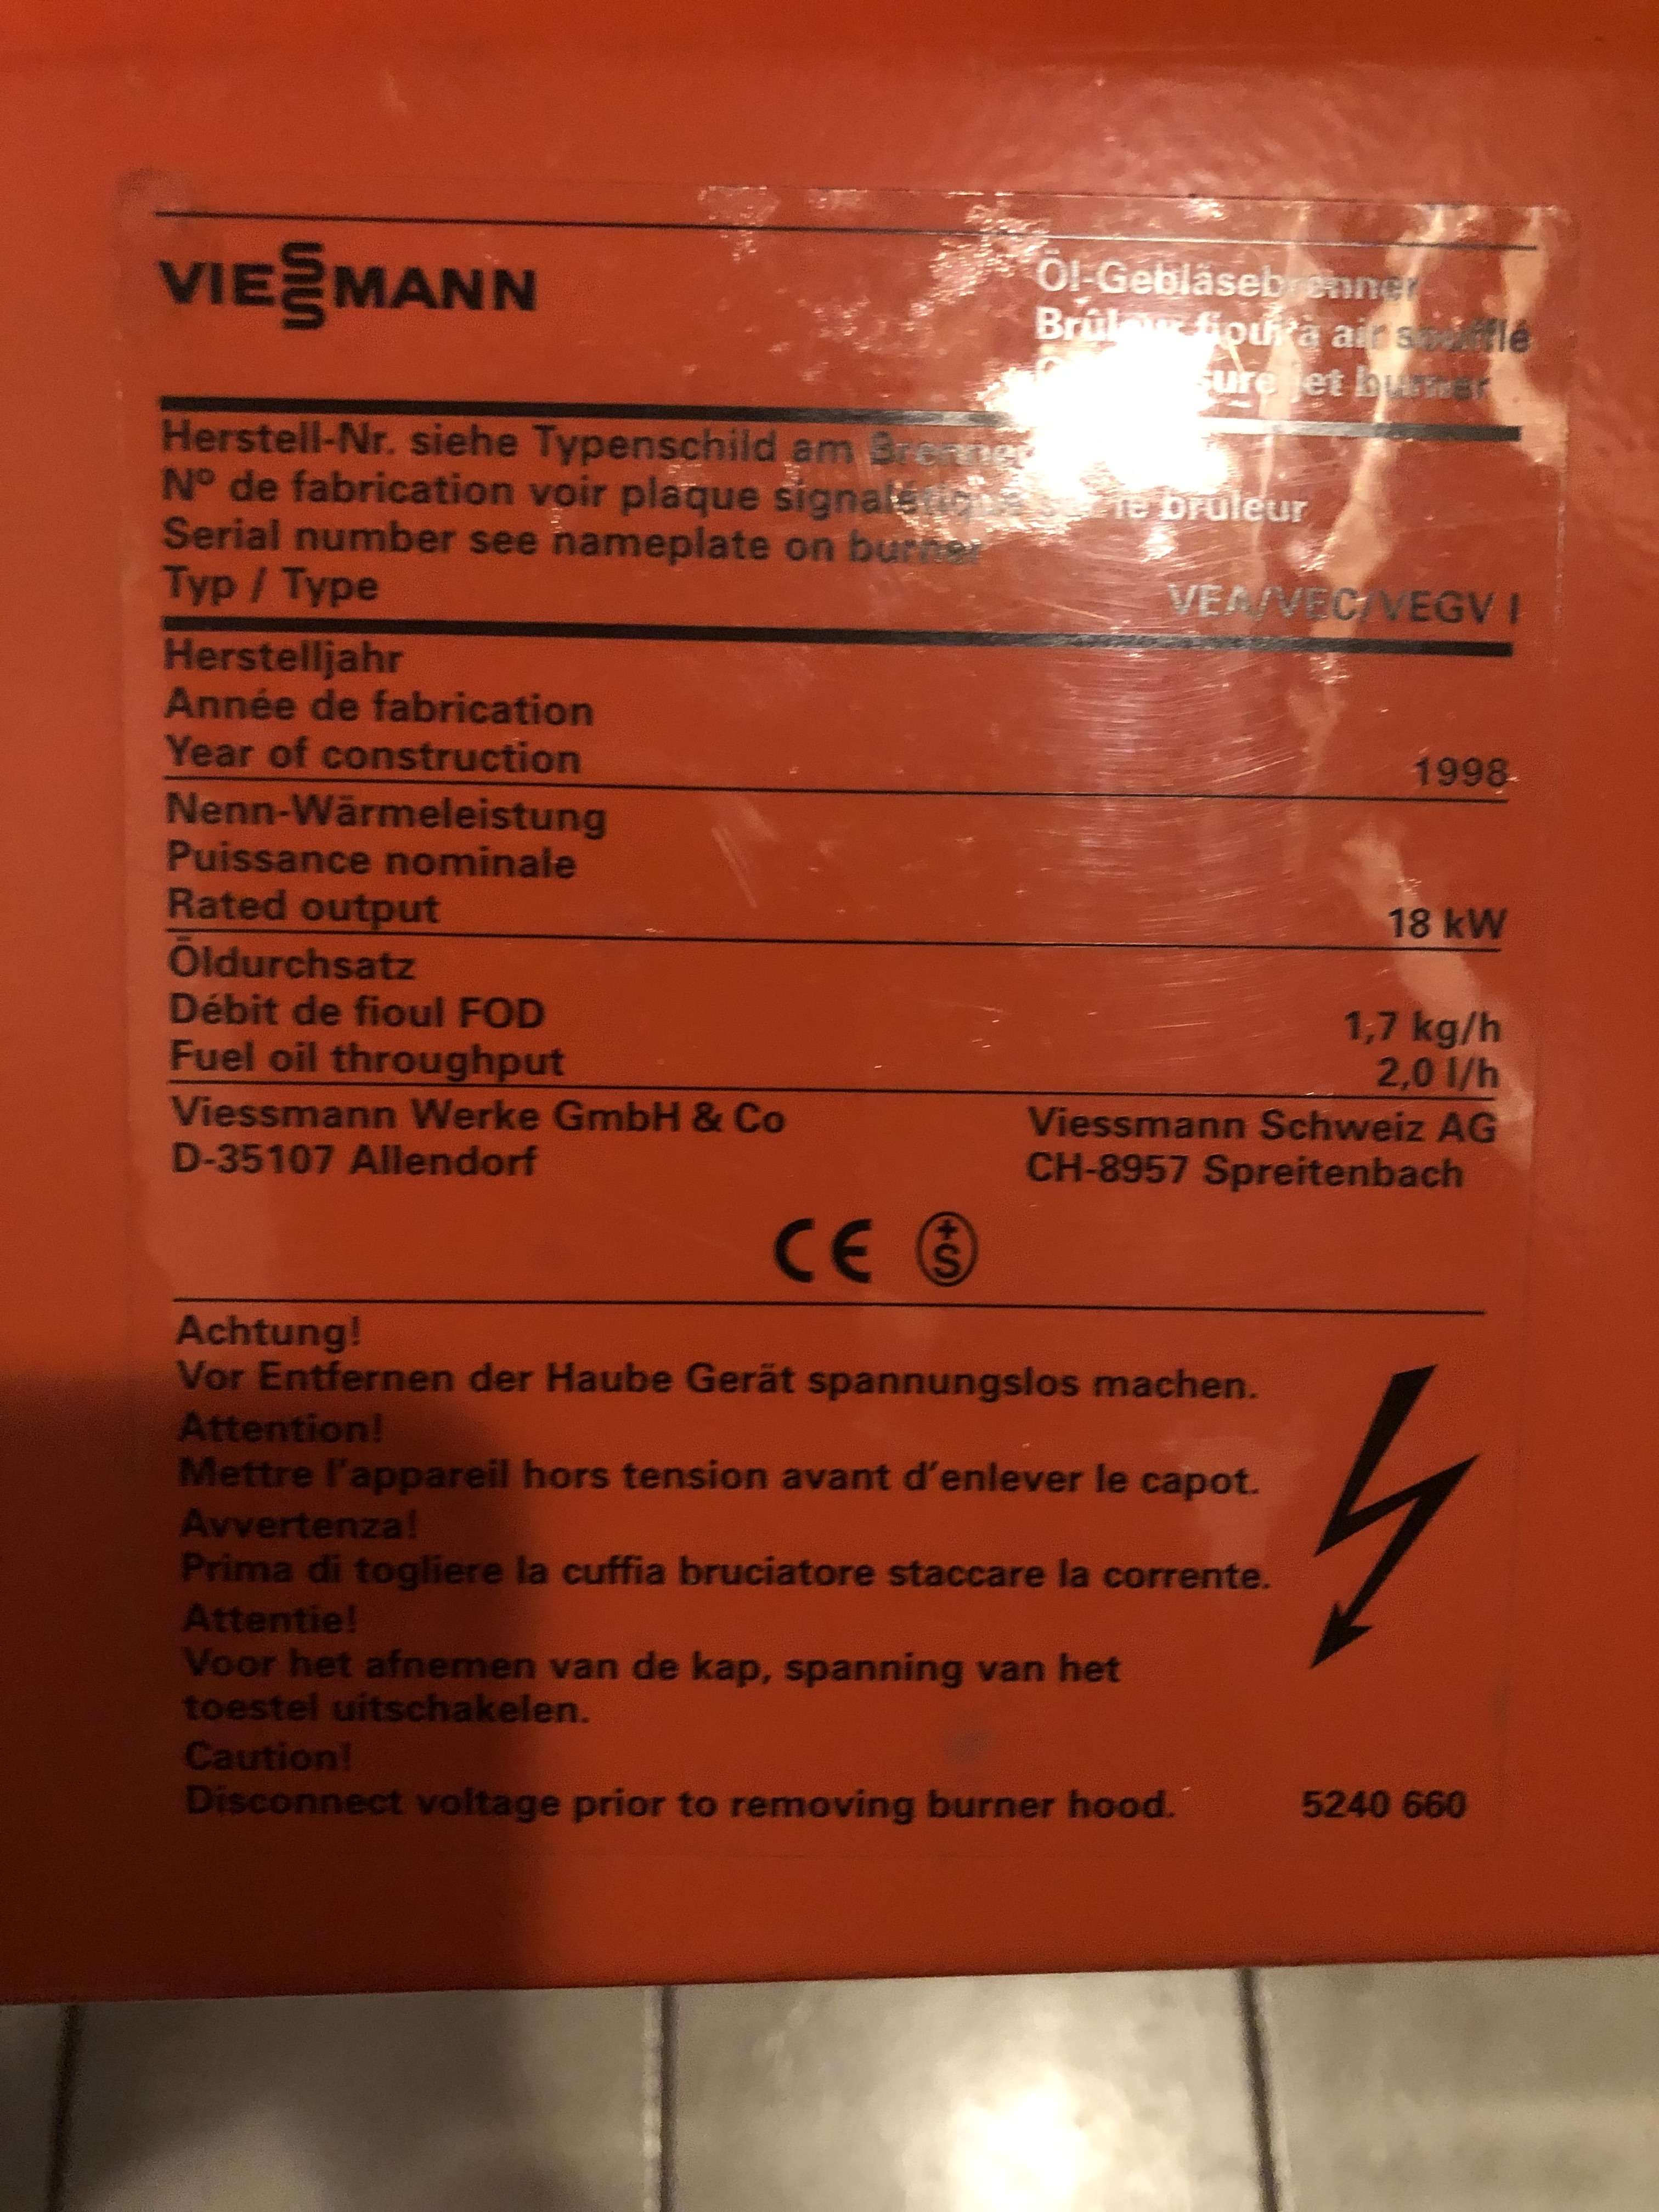 VIESSMANN
Öl-Gebläsebrenner
Brûleur fioul à air soufflé
jet burner
Herstell-Nr. siehe Typenschild am Brenner
Nº de fabrication voir plaque signalétique sur le brûleur
Serial number see nameplate on burner
Typ / Type VEA/VEC/VEGV I
Herstelljahr
Année de fabrication
Year of construction 1998
Nenn-Wärmeleistung
Puissance nominale
Rated output 18 kW
Öldurchsatz
Débit de fioul FOD 1,7 kg/h
Fuel oil throughput 2,0 l/h
Viessmann Werke GmbH & Co
D-35107 Allendorf
Viessmann Schweiz AG
CH-8957 Spreitenbach
CE +S
Achtung!
Vor Entfernen der Haube Gerät spannungslos machen.
Attention!
Mettre l'appareil hors tension avant d'enlever le capot.
Avvertenza!
Prima di togliere la cuffia bruciatore staccare la corrente.
Attentie!
Voor het afnemen van de kap, spanning van het
toestel uitschakelen.
Caution!
Disconnect voltage prior to removing burner hood. 5240 660